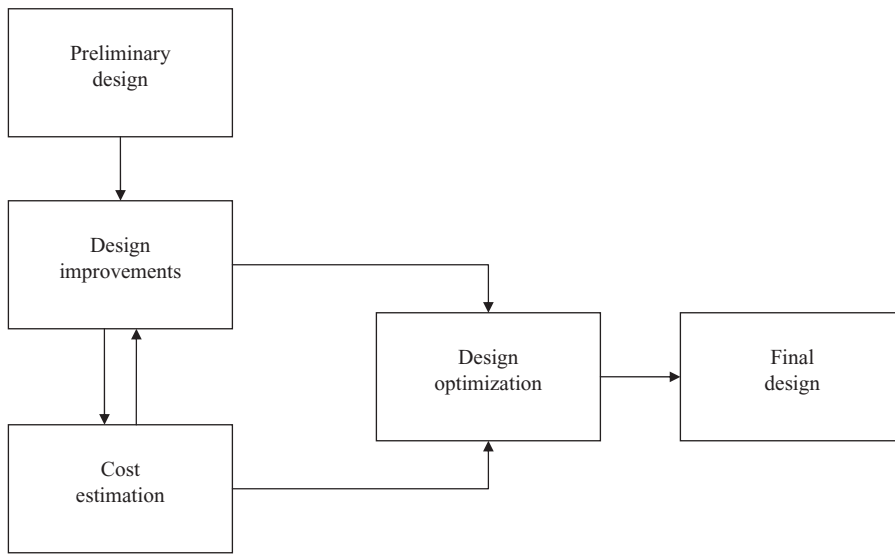 Preliminary
design
Design
improvements
Design
optimization
Final
design
Cost
estimation